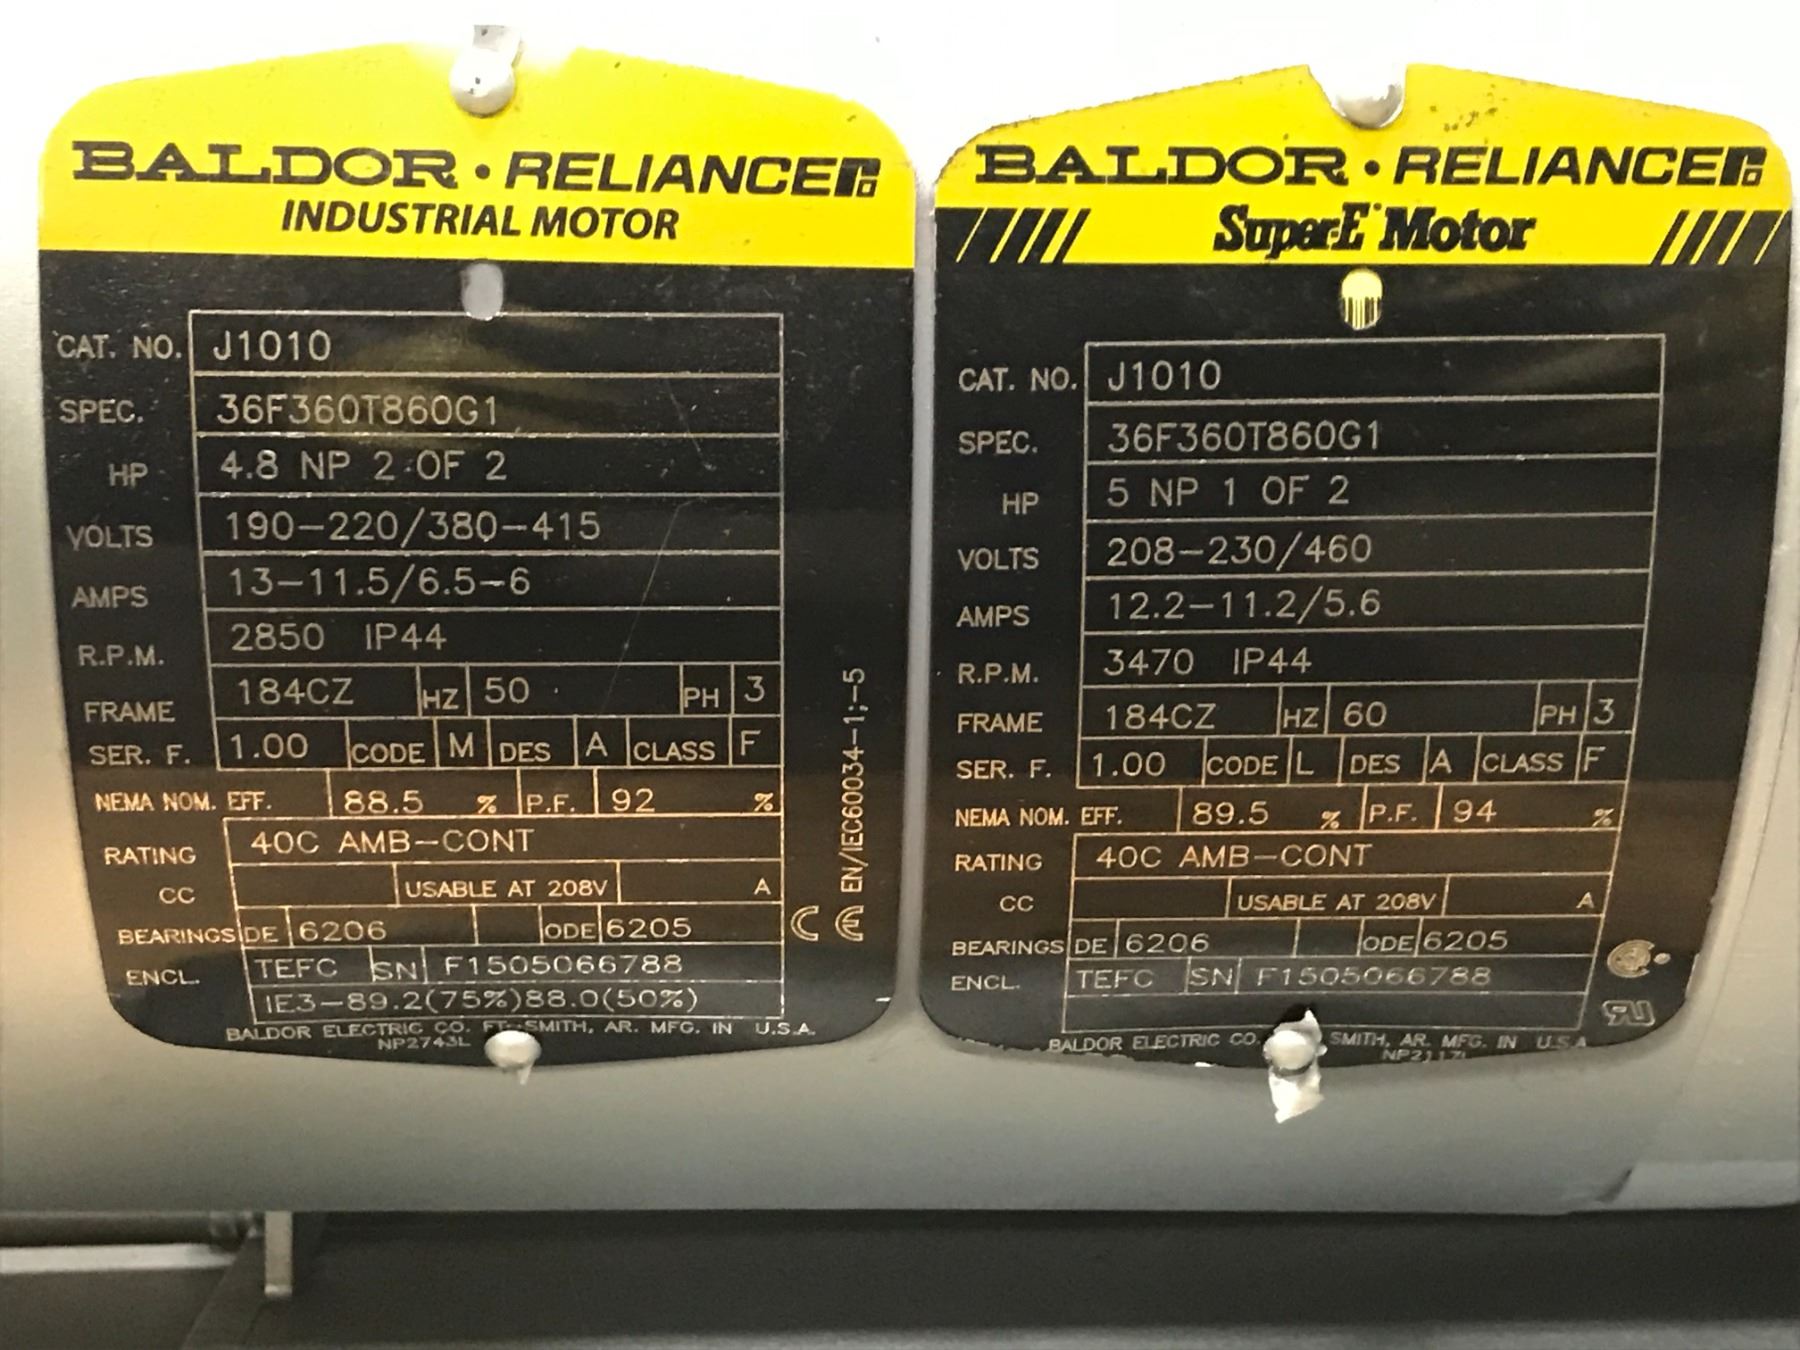 BALDOR • RELIANCE
INDUSTRIAL MOTOR
CAT. NO. J1010
SPEC. 36F360T860G1
HP 4.8 NP 2 OF 2
VOLTS 190-220/380-415
AMPS 13-11.5/6.5-6
R.P.M. 2850 IP44
FRAME 184CZ HZ 50 PH 3
SER. F. 1.00 CODE M DES A CLASS F
NEMA NOM. EFF. 88.5 % P.F. 92 %
RATING 40C AMB-CONT
CC USABLE AT 208V A
BEARINGS DE 6206 ODE 6205
ENCL. TEFC SN F1505066788
IE3-89.2(75%)88.0(50%)
BALDOR ELECTRIC CO. FT. SMITH, AR. MFG. IN U.S.A.
NP2743L
EN/IEC60034-1;-5
CE
BALDOR • RELIANCE
Super-E Motor
CAT. NO. J1010
SPEC. 36F360T860G1
HP 5 NP 1 OF 2
VOLTS 208-230/460
AMPS 12.2-11.2/5.6
R.P.M. 3470 IP44
FRAME 184CZ HZ 60 PH 3
SER. F. 1.00 CODE L DES A CLASS F
NEMA NOM. EFF. 89.5 % P.F. 94 %
RATING 40C AMB-CONT
CC USABLE AT 208V A
BEARINGS DE 6206 ODE 6205
ENCL. TEFC SN F1505066788
BALDOR ELECTRIC CO. SMITH, AR. MFG. IN U.S.A
NP2117L